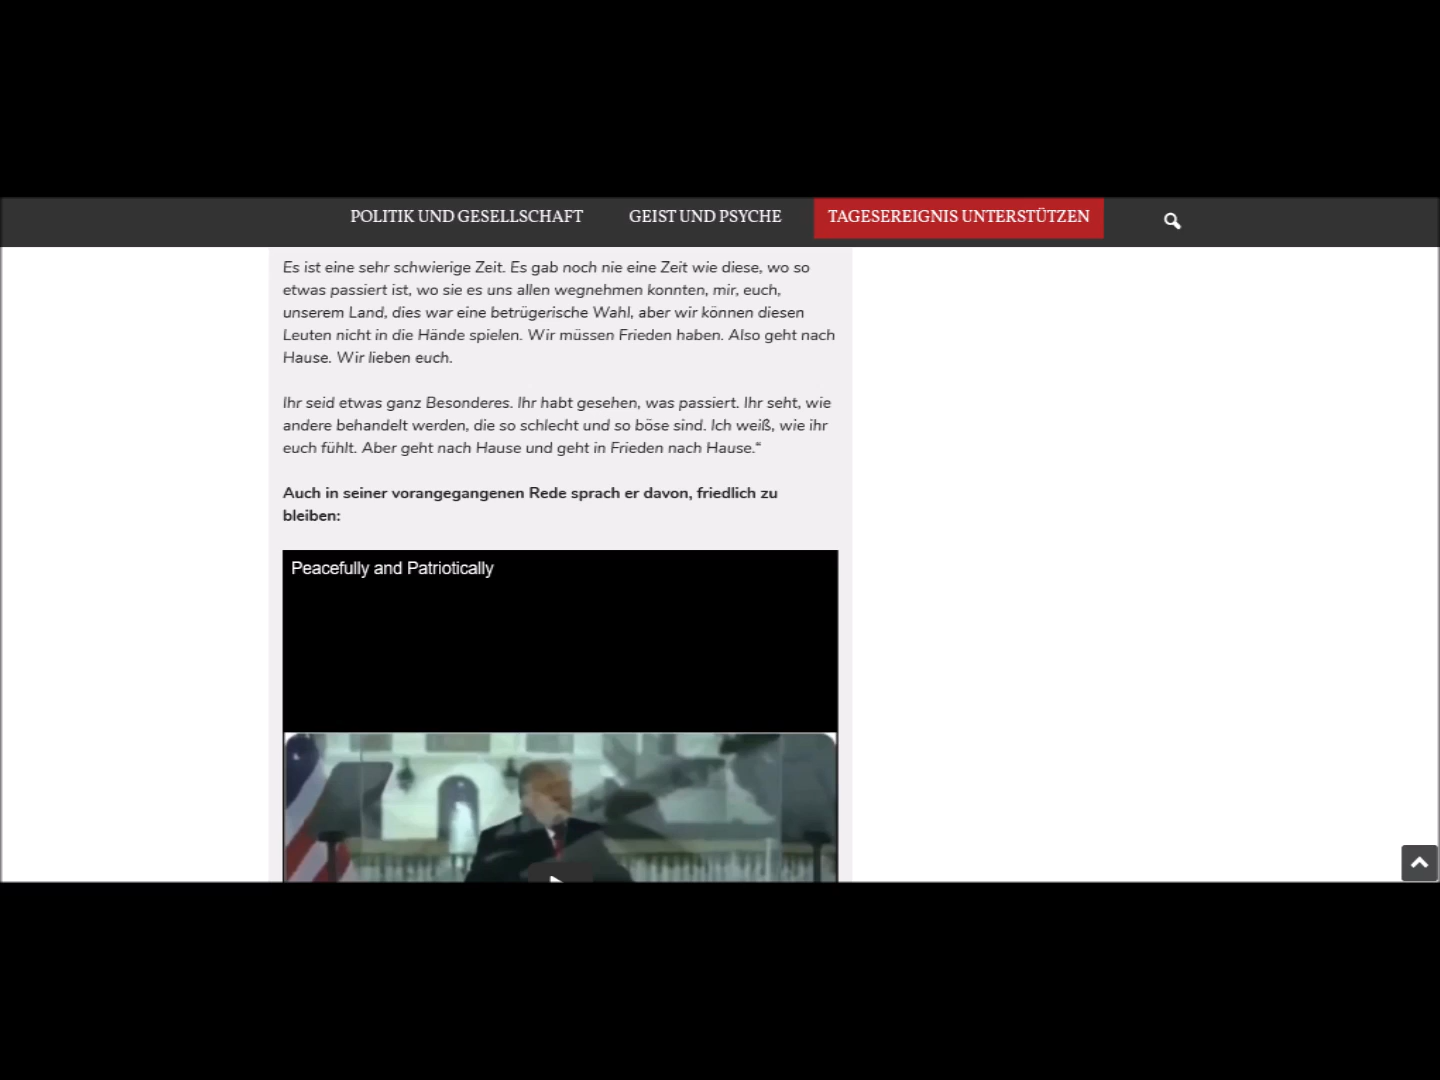 POLITIK UND GESELLSCHAFT
GEIST UND PSYCHE
TAGESEREIGNIS UNTERSTÜTZEN
Es ist eine sehr schwierige Zeit. Es gab noch nie eine Zeit wie diese, wo so
etwas passiert ist, wo sie es uns allen wegnehmen konnten, mir, euch,
unserem Land, dies war eine betrügerische Wahl, aber wir können diesen
Leuten nicht in die Hände spielen. Wir müssen Frieden haben. Also geht nach
Hause. Wir lieben euch.
Ihr seid etwas ganz Besonderes. Ihr habt gesehen, was passiert. Ihr seht, wie
andere behandelt werden, die so schlecht und so böse sind. Ich weiß, wie ihr
euch fühlt. Aber geht nach Hause und geht in Frieden nach Hause.“
Auch in seiner vorangegangenen Rede sprach er davon, friedlich zu
bleiben:
Peacefully and Patriotically